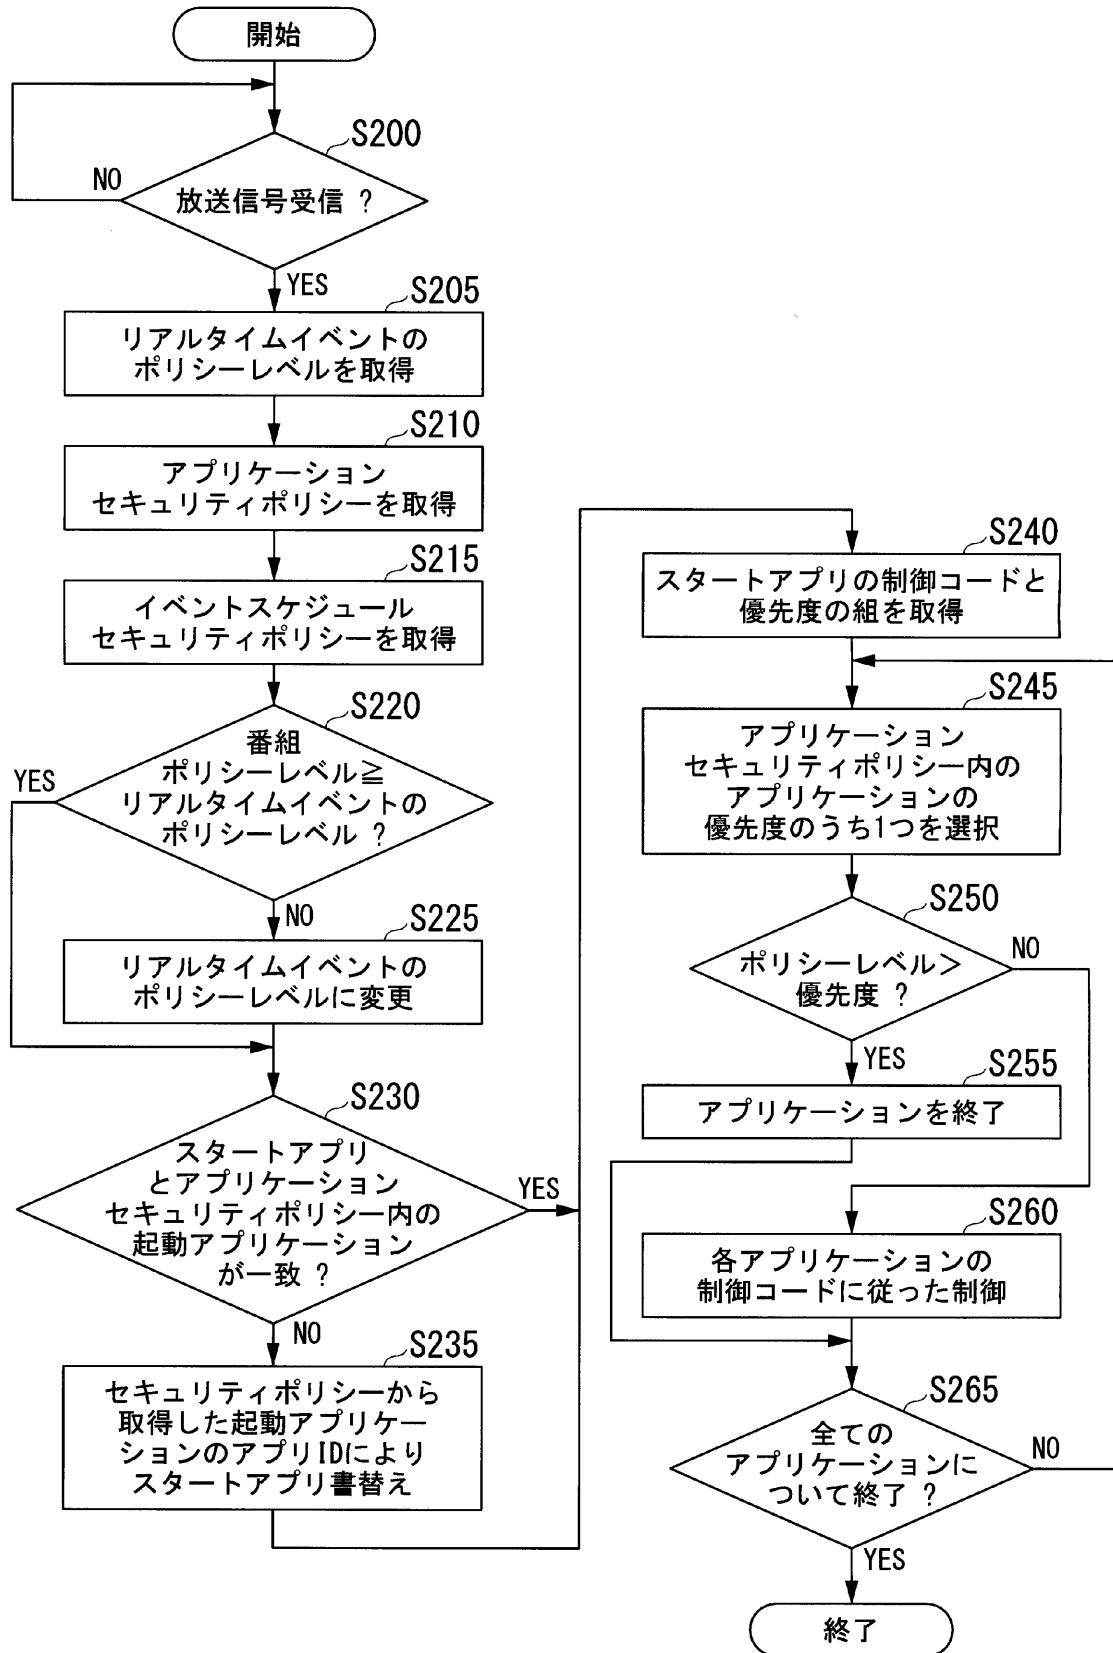 開始
S200
NO
放送信号受信 ?
YES
S205
リアルタイムイベントの
ポリシーレベルを取得
S210
アプリケーション
セキュリティポリシーを取得
S215
イベントスケジュール
セキュリティポリシーを取得
S220
番組
YES
ポリシーレベル≧
リアルタイムイベントの
ポリシーレベル ?
NO
S225
リアルタイムイベントの
ポリシーレベルに変更
S230
スタートアプリ
とアプリケーション
YES
セキュリティポリシー内の
起動アプリケーション
が一致 ?
NO
S235
セキュリティポリシーから
取得した起動アプリケー
ションのアプリIDにより
スタートアプリ書替え
S240
スタートアプリの制御コードと
優先度の組を取得
S245
アプリケーション
セキュリティポリシー内の
アプリケーションの
優先度のうち1つを選択
S250
NO
ポリシーレベル>
優先度 ?
YES
S255
アプリケーションを終了
S260
各アプリケーションの
制御コードに従った制御
S265
全ての
NO
アプリケーションに
ついて終了 ?
YES
終了